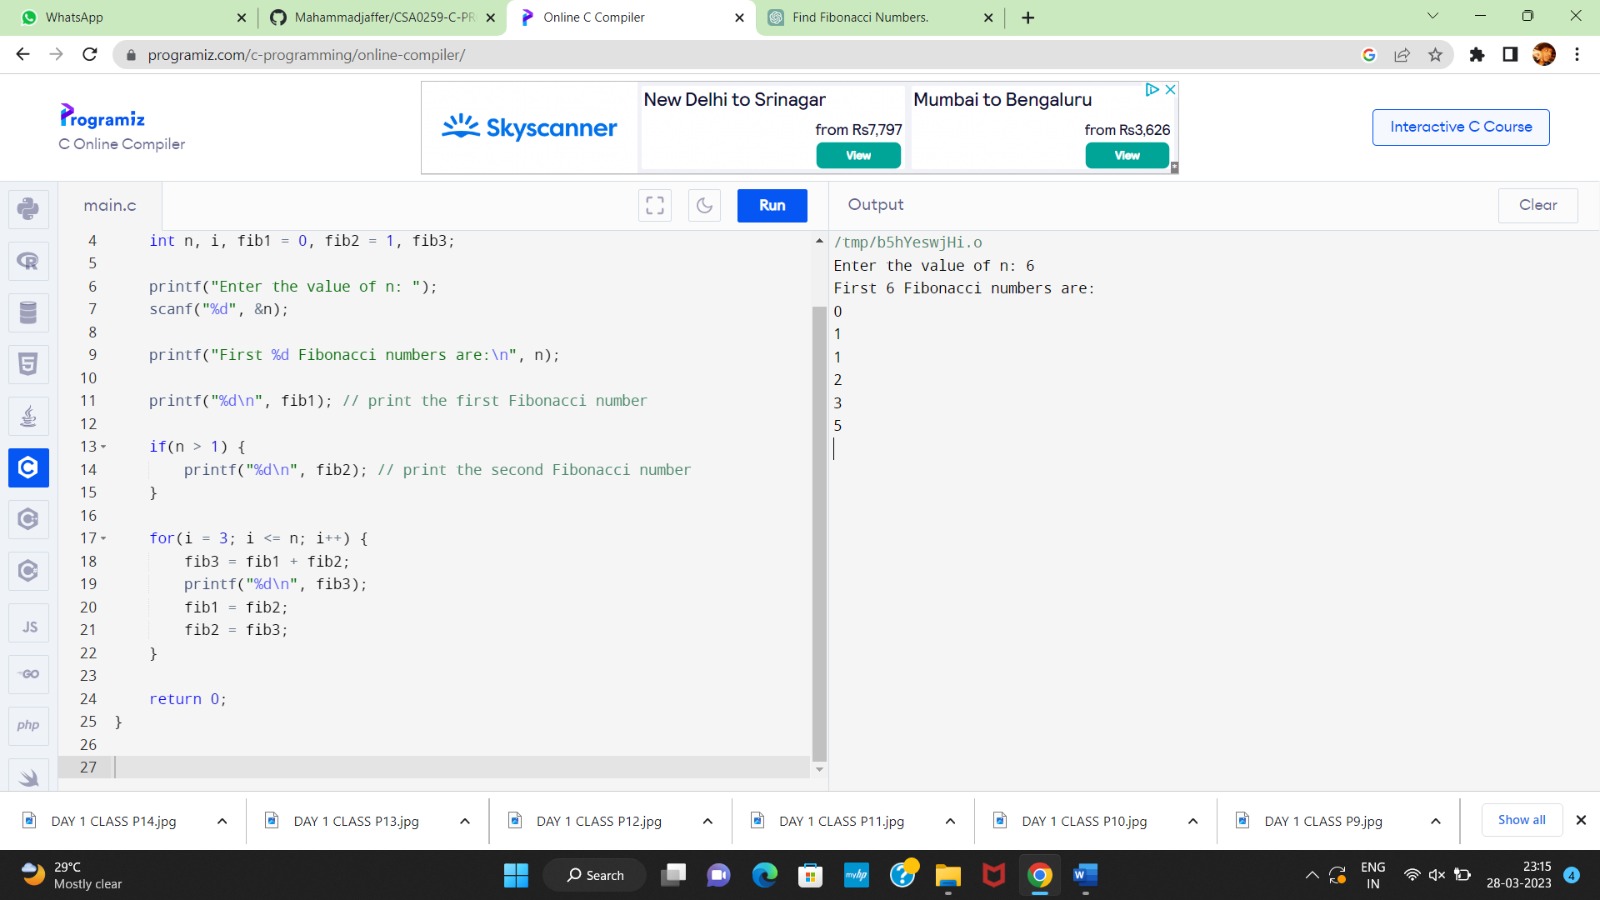 WhatsApp
Mahammadjaffer/CSA0259-C-PR
Online C Compiler
Find Fibonacci Numbers.
programiz.com/c-programming/online-compiler/
Programiz
C Online Compiler
Skyscanner
New Delhi to Srinagar
from Rs7,797
View
Mumbai to Bengaluru
from Rs3,626
View
Interactive C Course
main.c
Run
Output
Clear
4 int n, i, fib1 = 0, fib2 = 1, fib3;
5
6 printf("Enter the value of n: ");
7 scanf("%d", &n);
8
9 printf("First %d Fibonacci numbers are:\n", n);
10
11 printf("%d\n", fib1); // print the first Fibonacci number
12
13 if(n > 1) {
14 printf("%d\n", fib2); // print the second Fibonacci number
15 }
16
17 for(i = 3; i <= n; i++) {
18 fib3 = fib1 + fib2;
19 printf("%d\n", fib3);
20 fib1 = fib2;
21 fib2 = fib3;
22 }
23
24 return 0;
25 }
26
27
/tmp/b5hYeswjHi.o
Enter the value of n: 6
First 6 Fibonacci numbers are:
0
1
1
2
3
5
JS
GO
php
DAY 1 CLASS P14.jpg
DAY 1 CLASS P13.jpg
DAY 1 CLASS P12.jpg
DAY 1 CLASS P11.jpg
DAY 1 CLASS P10.jpg
DAY 1 CLASS P9.jpg
Show all
29°C
Mostly clear
Search
myhp
ENG
IN
23:15
28-03-2023
4